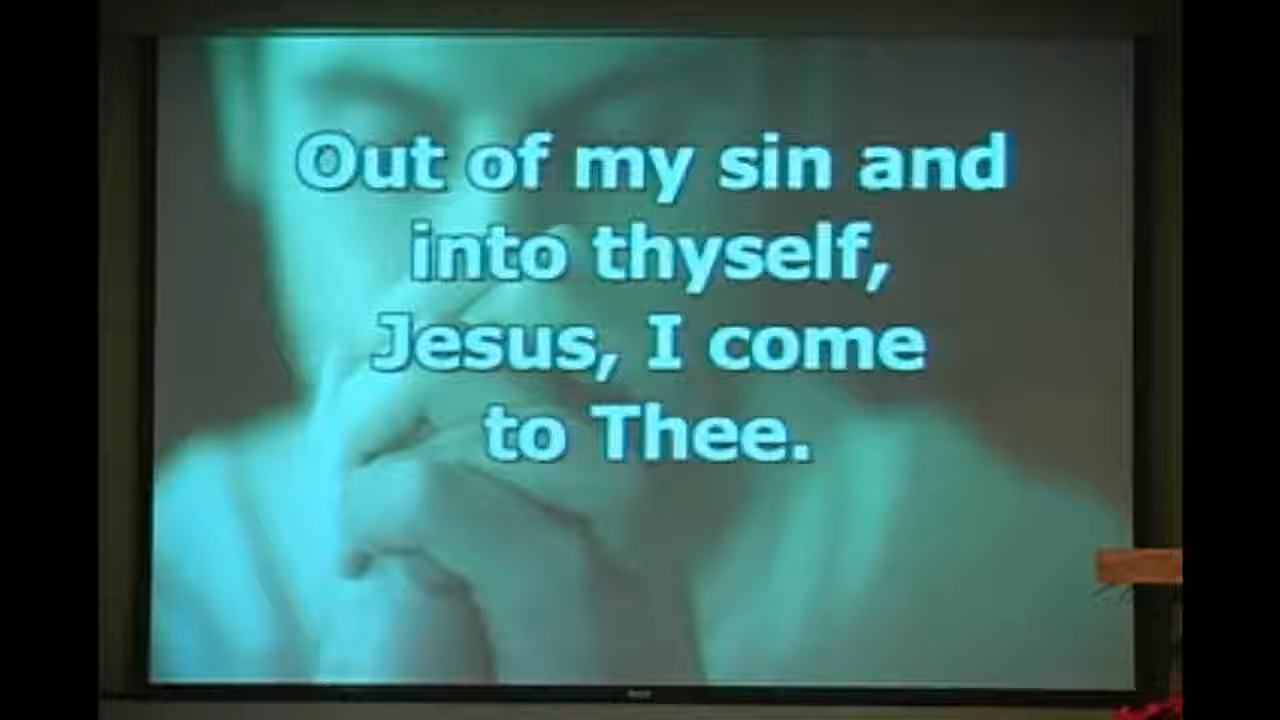 Out of my sin and
into thyself,
Jesus, I come
to Thee.